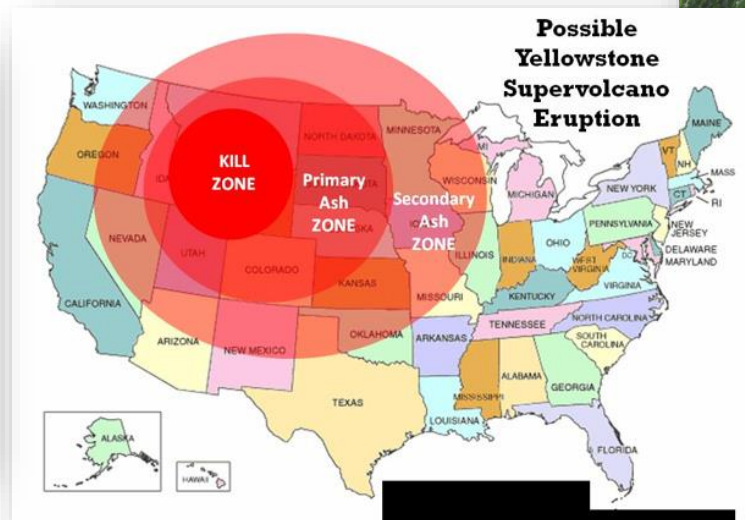 Possible
Yellowstone
Supervolcano
Eruption
WASHINGTON
MAINE
NORTH DAKOTA
MINNESOTA
OREGON
MI
VT
NH
KILL
ZONE
WISCONSIN
MASS
Primary
Ash
ZONE
NEW YORK
CT
RI
MICHIGAN
Secondary
Ash
ZONE
PENNSYLVANIA
NEW
JERSEY
NEVADA
UTAH
OHIO
DELAWARE
MARYLAND
ILLINOIS
INDIANA
WEST
VIRGINIA
DC
COLORADO
KANSAS
VIRGINIA
CALIFORNIA
MISSOURI
KENTUCKY
NORTH CAROLINA
TENNESSEE
OKLAHOMA
ARIZONA
ARKANSAS
SOUTH
CAROLINA
NEW MEXICO
MISSISSIPPI
ALABAMA
GEORGIA
TEXAS
LOUISIANA
ALASKA
FLORIDA
HAWAII